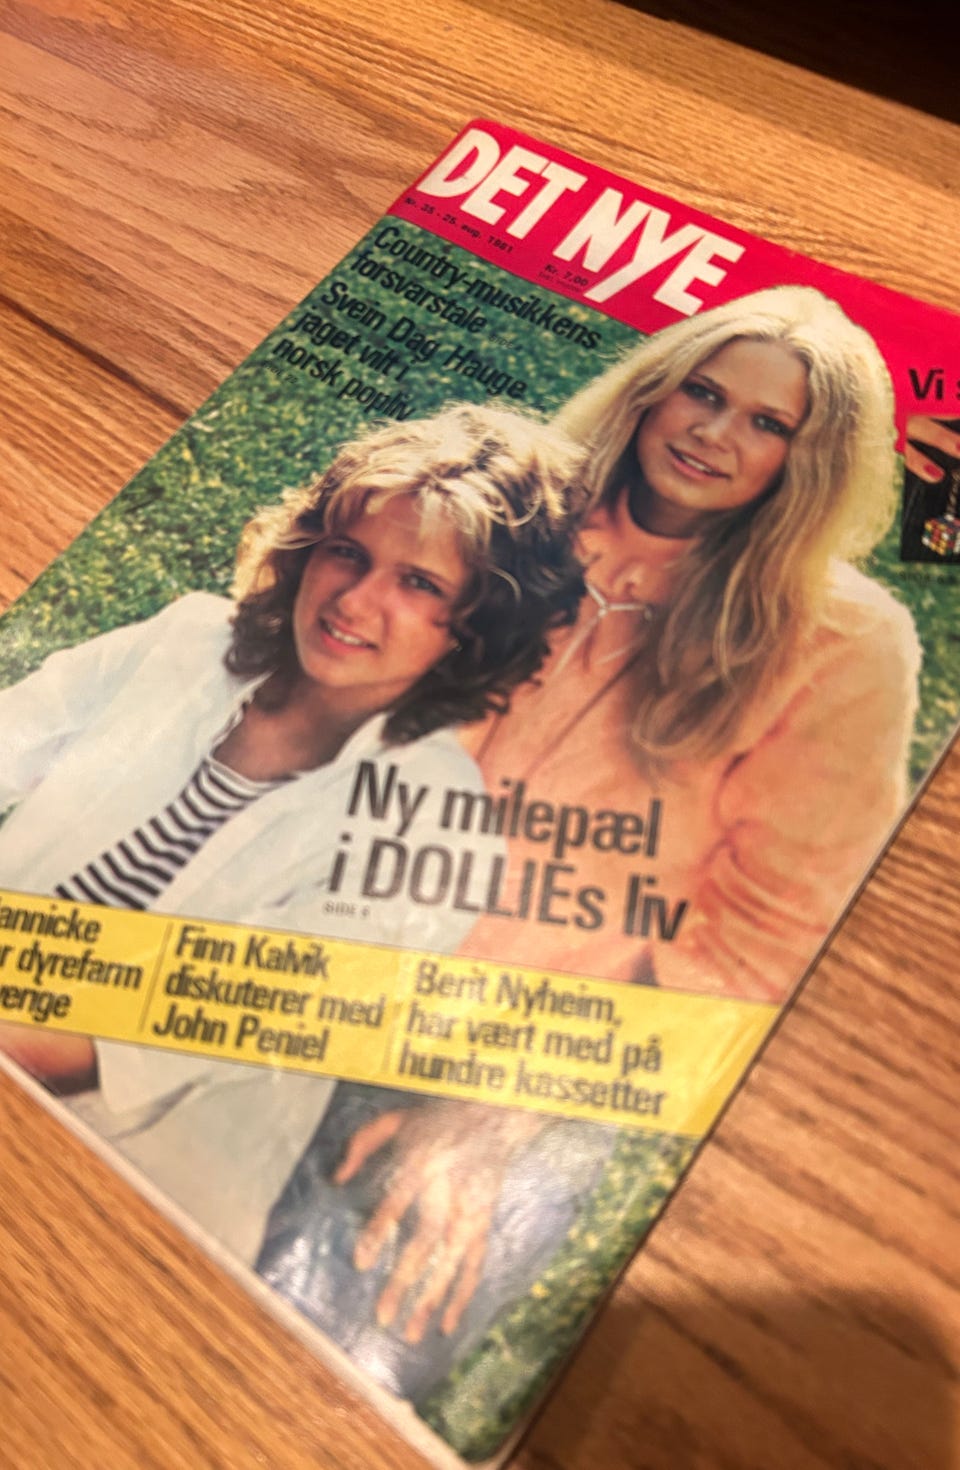 DET NYE
Nr. 35 - 25. aug. 1981
Kr. 7,00
Country-musikkens
forsvarstale
Svein Dag Hauge
jaget vilt i
norsk popliv
Vi
Ny milepæl
i DOLLIEs liv
SIDE
annicke
r dyrefarm
verige
Finn Kalvik
diskuterer med
John Peniel
Berit Nyheim,
har vært med på
hundre kassetter